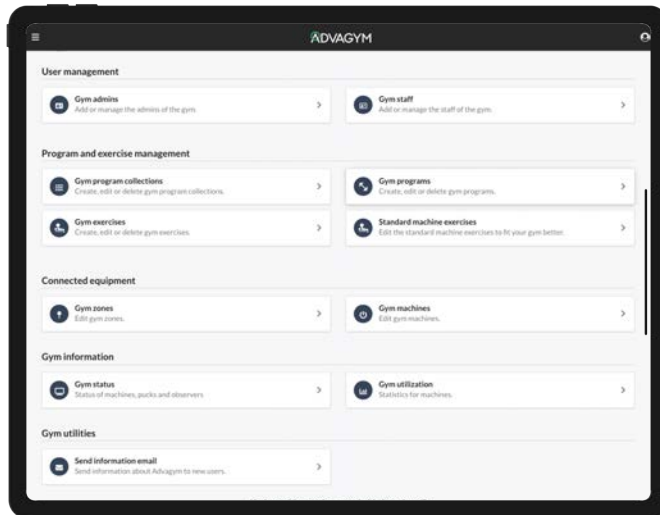 ADVAGYM
User management
Gym admins
Add or manage the admins of the gym.
Gym staff
Add or manage the staff of the gym.
Program and exercise management
Gym program collections
Create, edit or delete gym program collections.
Gym programs
Create, edit or delete gym programs.
Gym exercises
Create, edit or delete gym exercises.
Standard machine exercises
Edit the standard machine exercises to fit your gym better.
Connected equipment
Gym zones
Edit gym zones.
Gym machines
Edit gym machines.
Gym information
Gym status
Status of machines, pucks and observers
Gym utilization
Statistics for machines.
Gym utilities
Send information email
Send information about Advagym to new users.